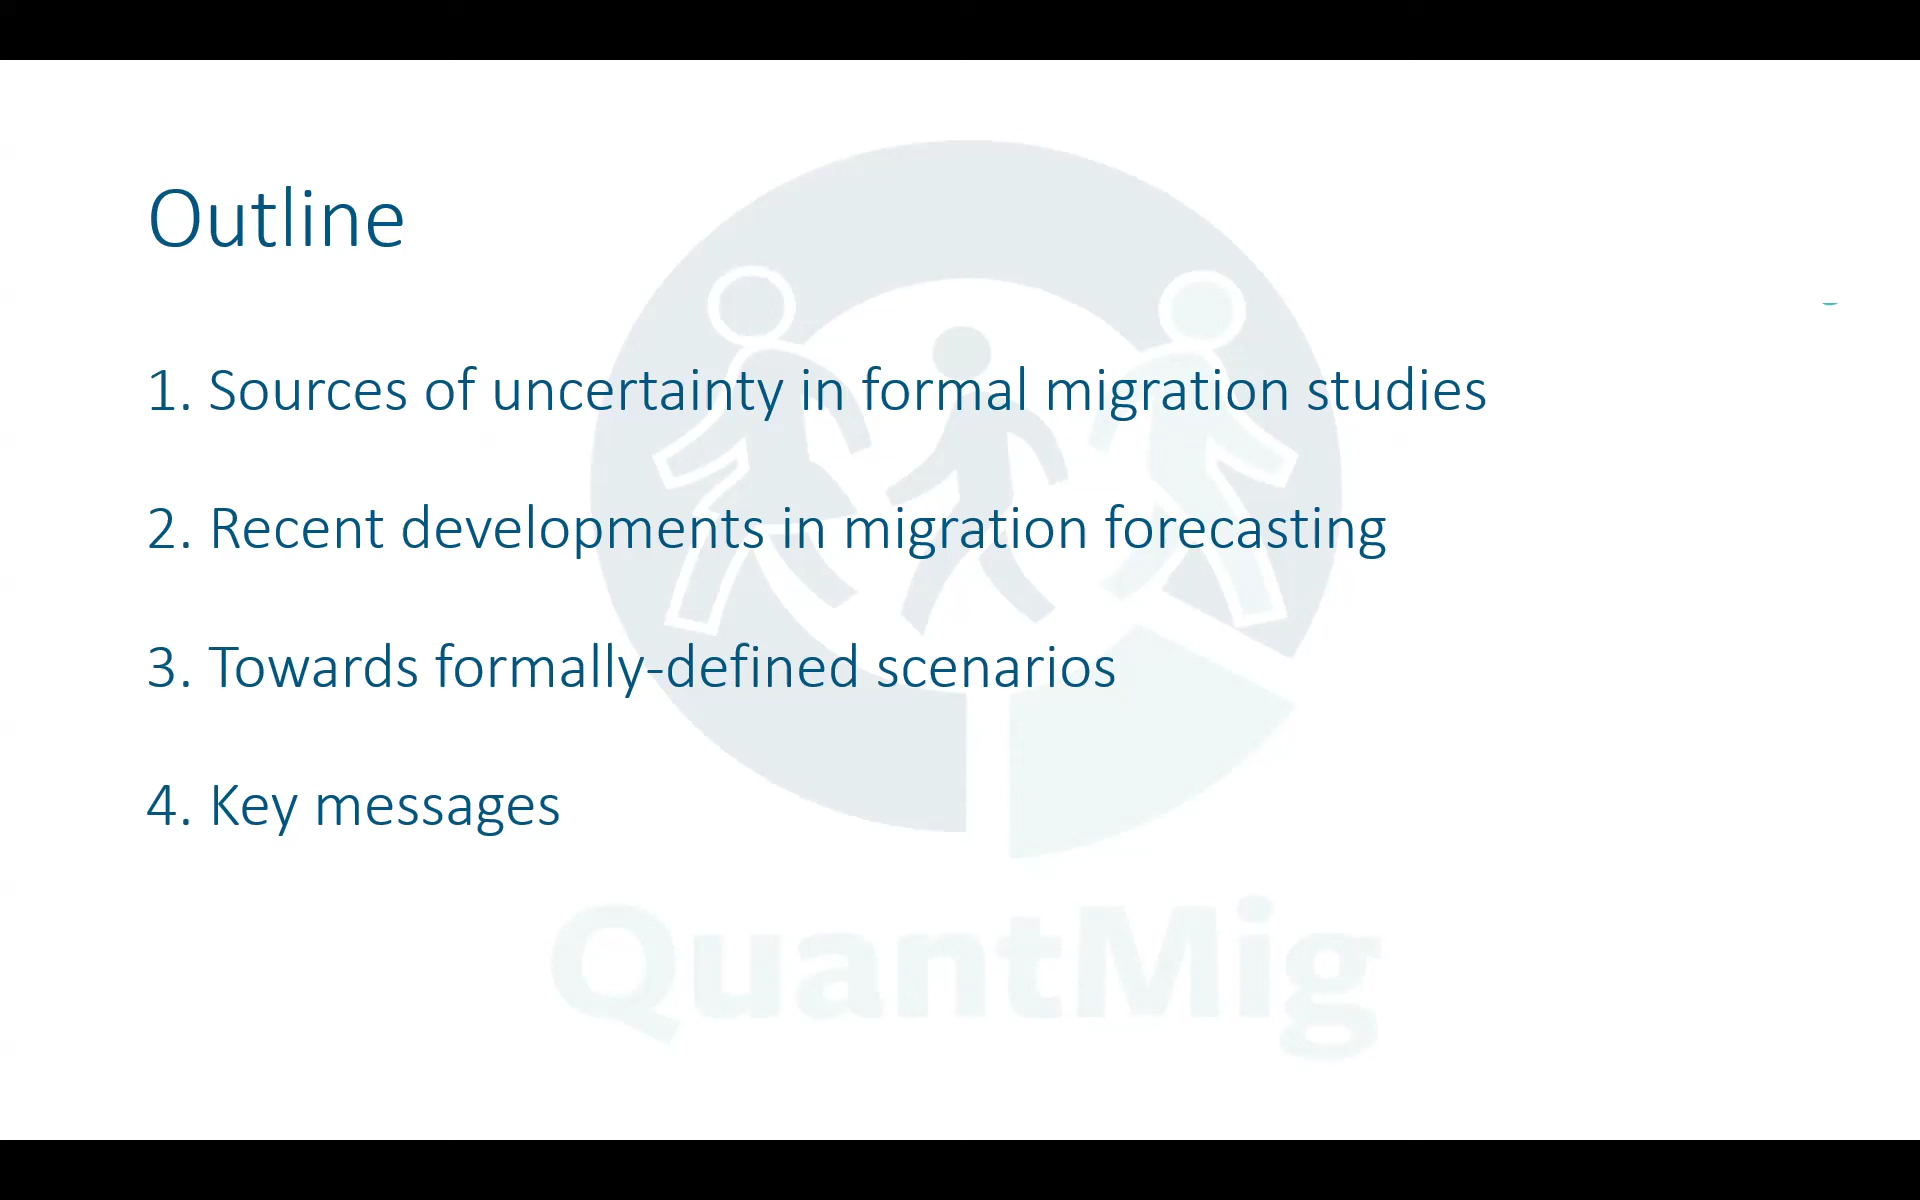 Outline
1. Sources of uncertainty in formal migration studies
2. Recent developments in migration forecasting
3. Towards formally-defined scenarios
4. Key messages
QuantMig